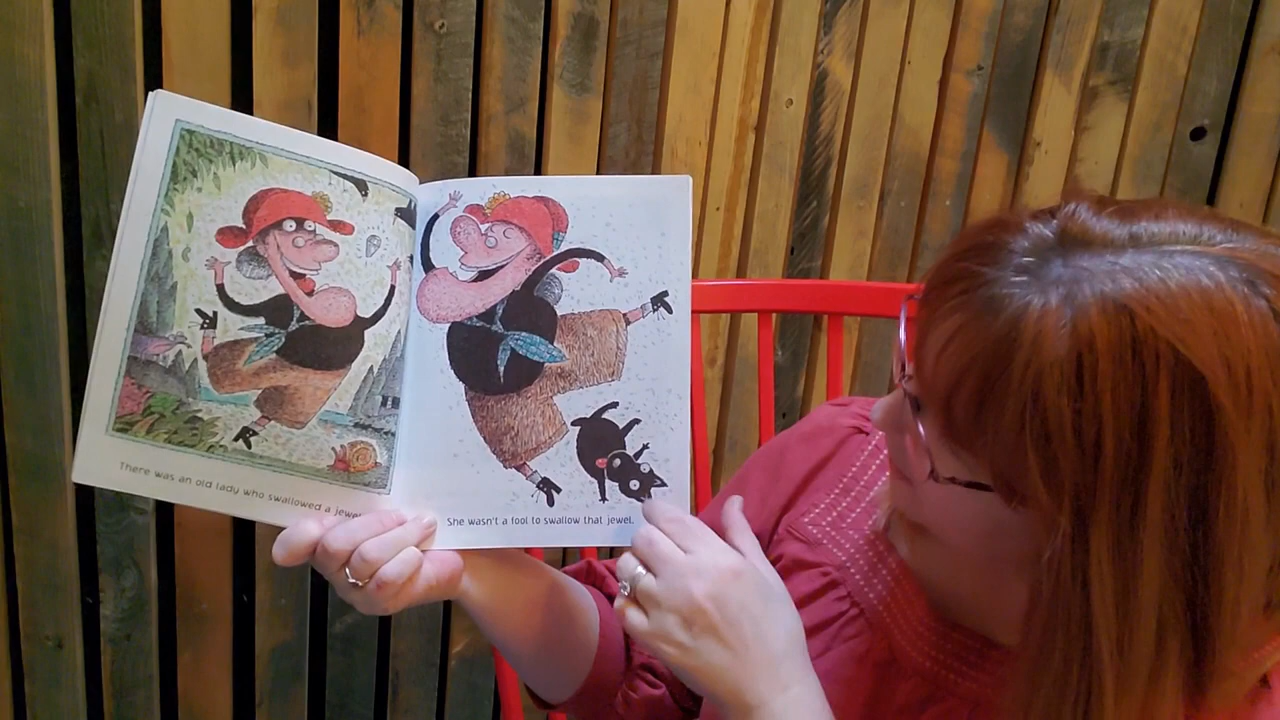 There was an old lady who swallowed a jewel
She wasn't a fool to swallow that jewel.